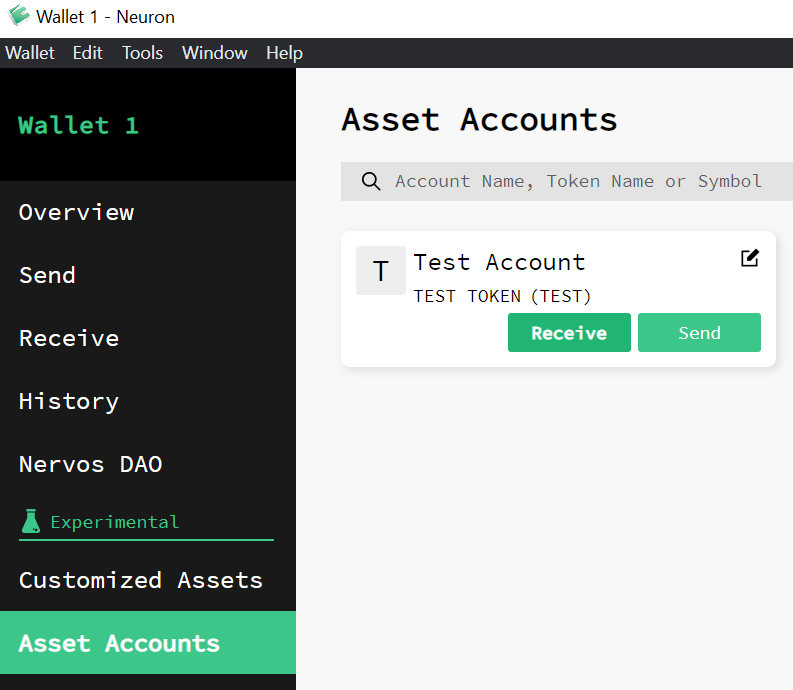 Wallet 1 - Neuron
Wallet Edit Tools Window Help
Wallet 1
Overview
Send
Receive
History
Nervos DAO
Experimental
Customized Assets
Asset Accounts
Asset Accounts
Account Name, Token Name or Symbol
T
Test Account
TEST TOKEN (TEST)
Receive Send